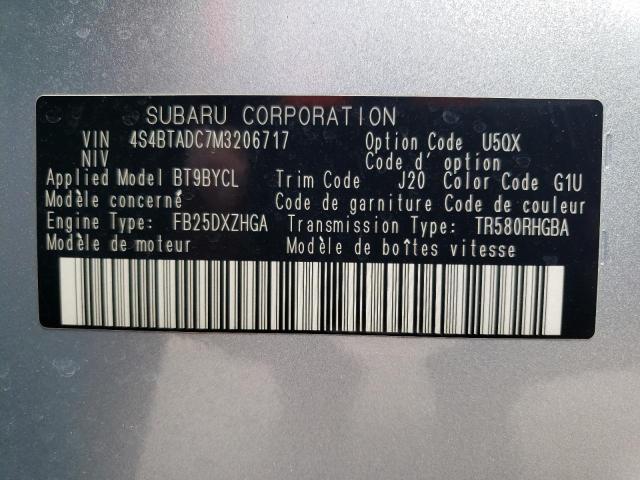 SUBARU CORPORATION
VIN 4S4BTADC7M3206717 Option Code U5QX
NIV Code d' option
Applied Model BT9BYCL Trim Code J20 Color Code G1U
Modèle concerné Code de garniture Code de couleur
Engine Type: FB25DXZHGA Transmission Type: TR580RHGBA
Modèle de moteur Modèle de boîtes vitesse